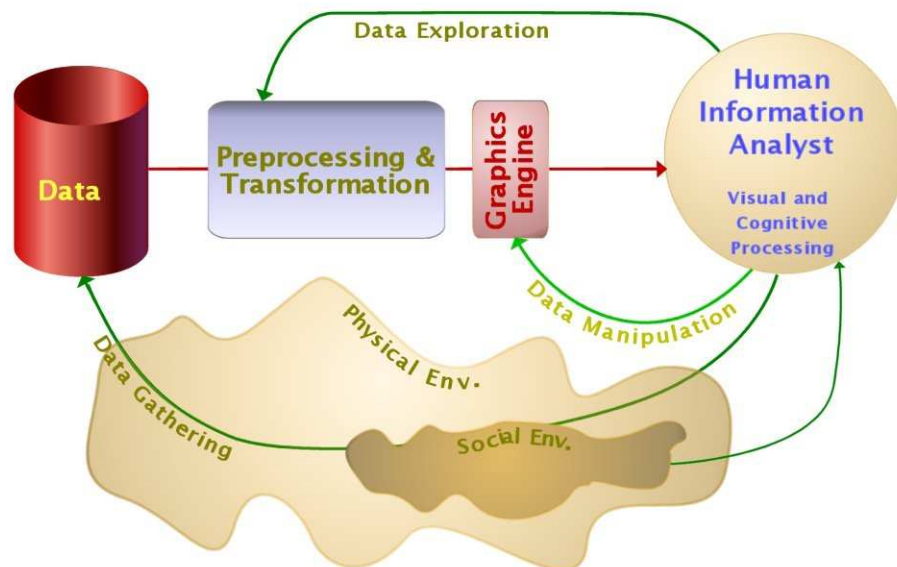 Data Exploration
Human
Information
Analyst
Preprocessing &
Transformation
Graphics
Engine
Data
Visual and
Cognitive
Processing
Data Manipulation
Physical Env.
Data Gathering
Social Env.